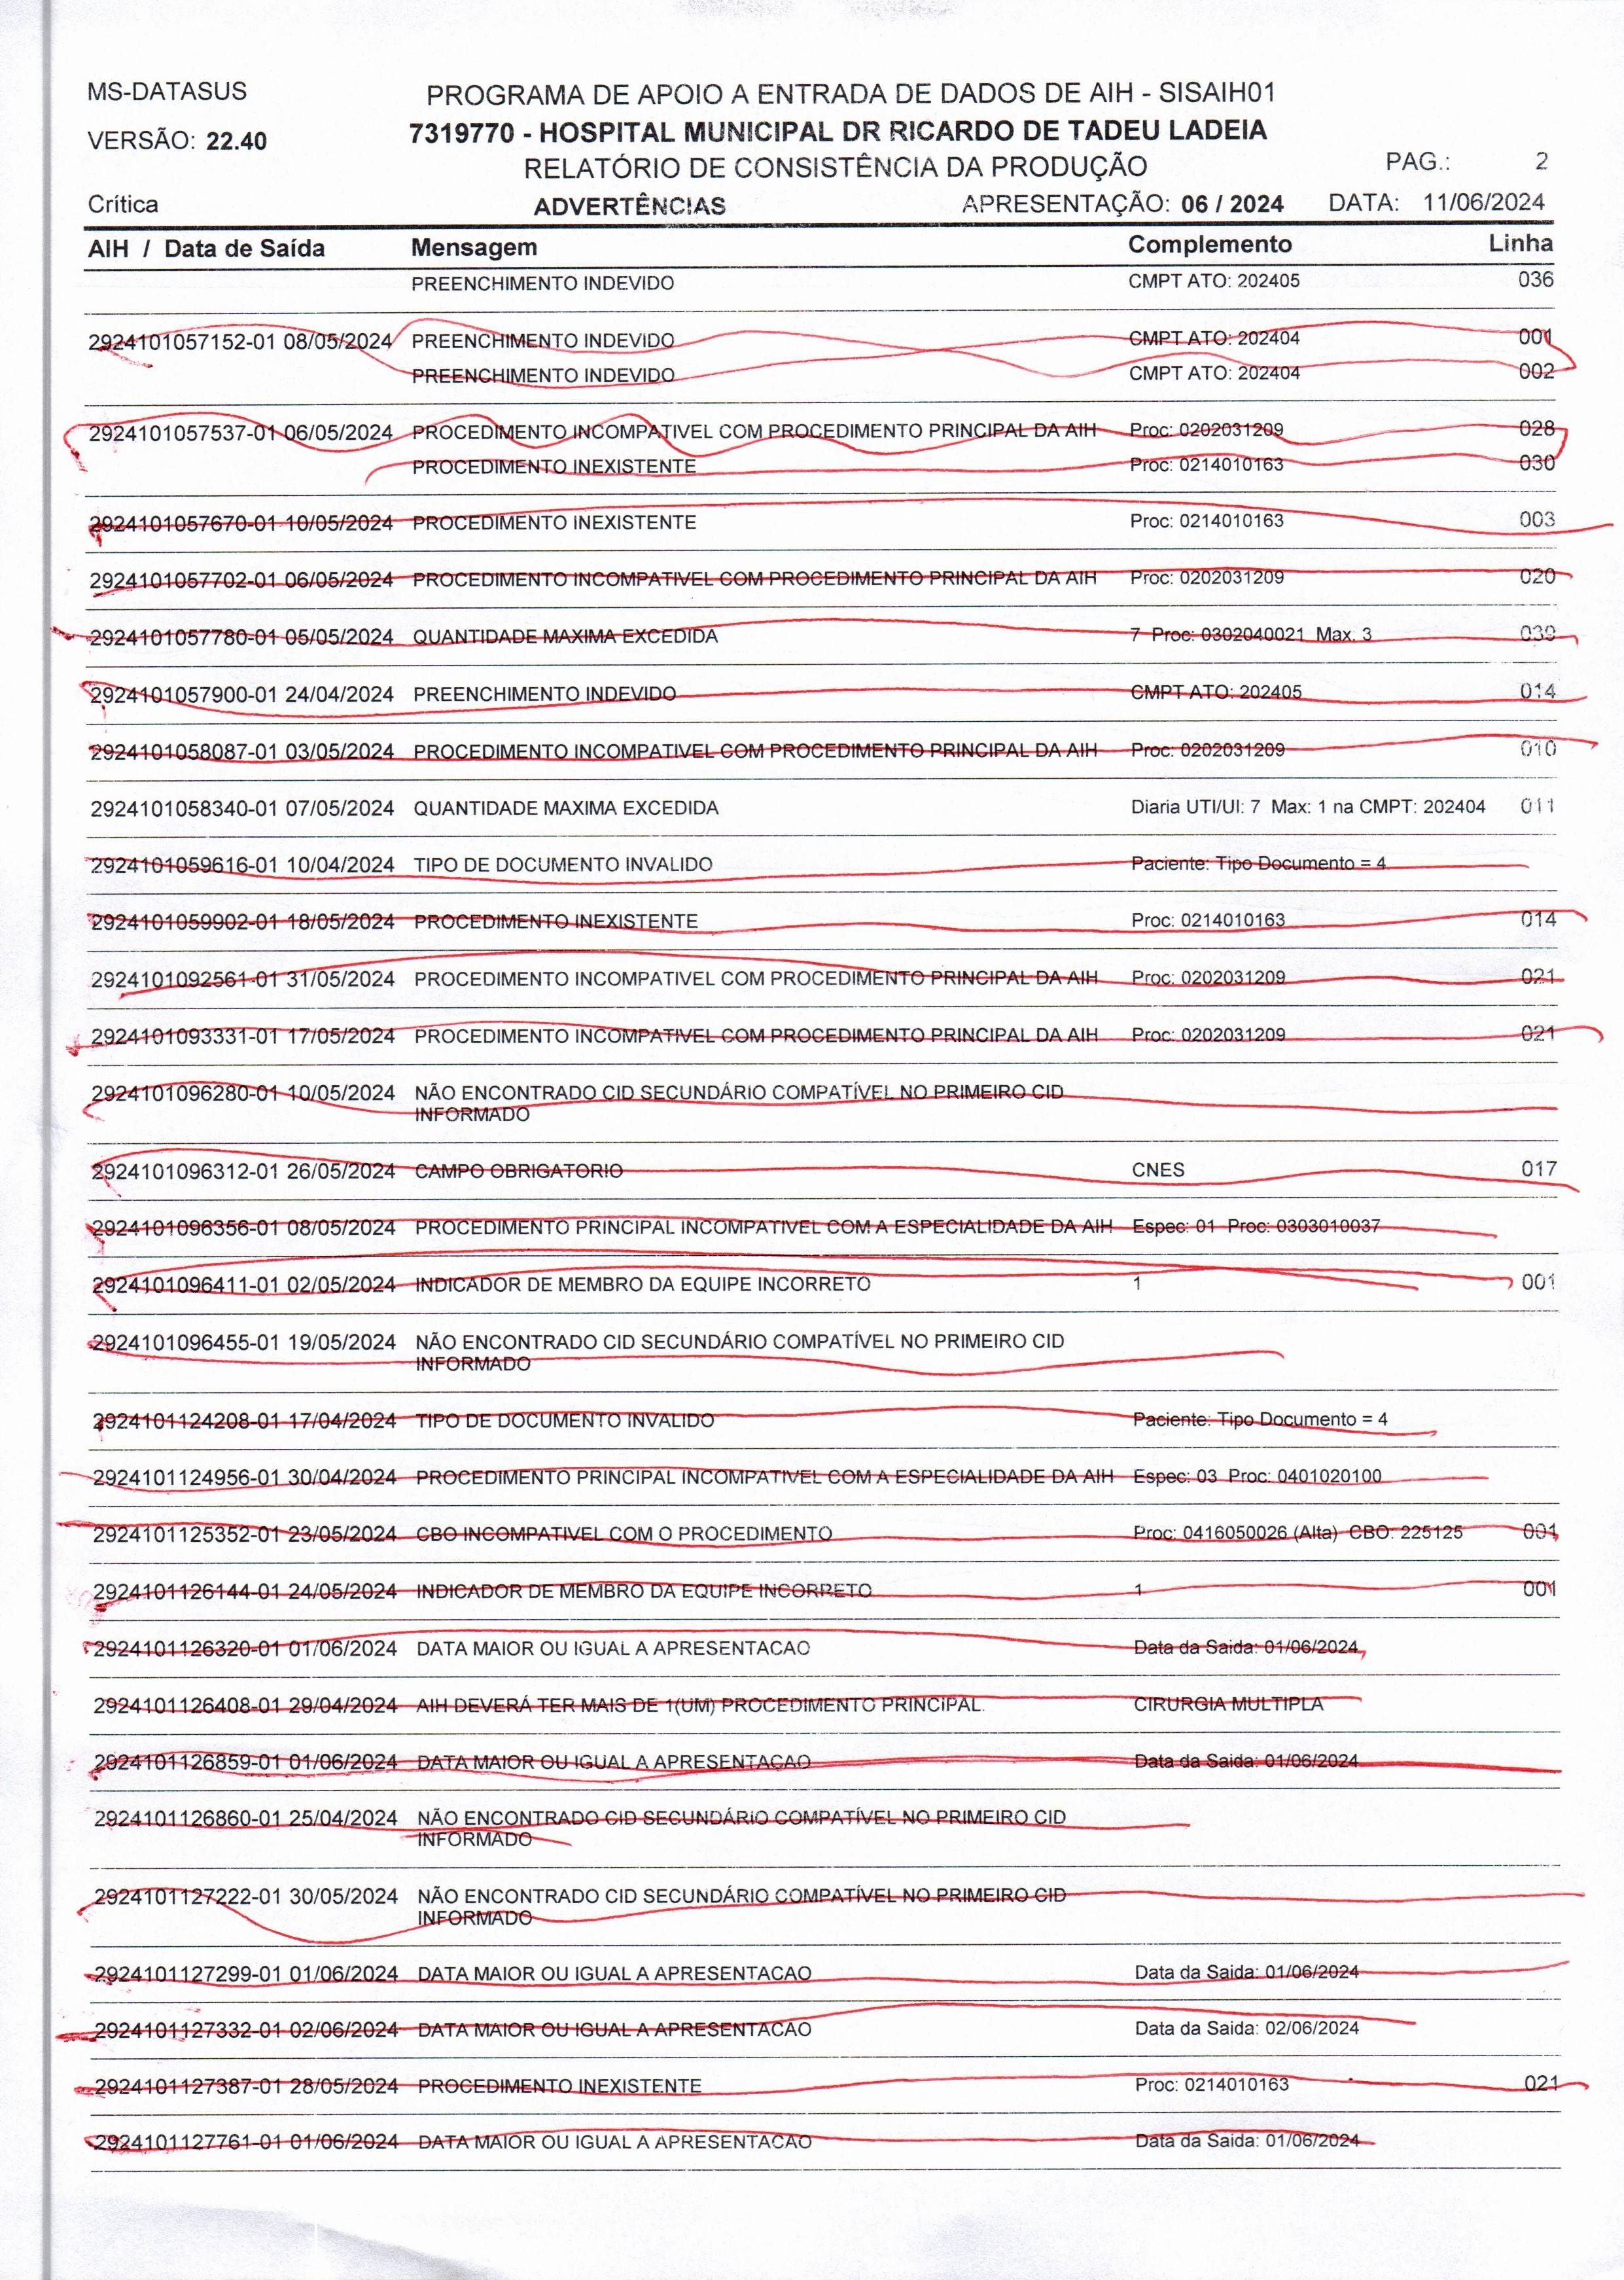 MS-DATASUS PROGRAMA DE APOIO A ENTRADA DE DADOS DE AIH - SISAIH01
VERSÃO: 22.40 7319770 - HOSPITAL MUNICIPAL DR RICARDO DE TADEU LADEIA
RELATÓRIO DE CONSISTÊNCIA DA PRODUÇÃO PAG.: 2
Crítica ADVERTÊNCIAS APRESENTAÇÃO: 06 / 2024 DATA: 11/06/2024
AIH / Data de Saída Mensagem Complemento Linha
PREENCHIMENTO INDEVIDO CMPT ATO: 202405 036
2924101057152-01 08/05/2024 PREENCHIMENTO INDEVIDO CMPT ATO: 202404 001
PREENCHIMENTO INDEVIDO CMPT ATO: 202404 002
2924101057537-01 06/05/2024 PROCEDIMENTO INCOMPATIVEL COM PROCEDIMENTO PRINCIPAL DA AIH Proc: 0202031209 028
PROCEDIMENTO INEXISTENTE Proc: 0214010163 030
2924101057670-01 10/05/2024 PROCEDIMENTO INEXISTENTE Proc: 0214010163 003
2924101057702-01 06/05/2024 PROCEDIMENTO INCOMPATIVEL COM PROCEDIMENTO PRINCIPAL DA AIH Proc: 0202031209 020
2924101057780-01 05/05/2024 QUANTIDADE MAXIMA EXCEDIDA 7 Proc: 0302040021 Max. 3 039
2924101057900-01 24/04/2024 PREENCHIMENTO INDEVIDO CMPT ATO: 202405 014
2924101058087-01 03/05/2024 PROCEDIMENTO INCOMPATIVEL COM PROCEDIMENTO PRINCIPAL DA AIH Proc: 0202031209 010
2924101058340-01 07/05/2024 QUANTIDADE MAXIMA EXCEDIDA Diaria UTI/UI: 7 Max: 1 na CMPT: 202404 011
2924101059616-01 10/04/2024 TIPO DE DOCUMENTO INVALIDO Paciente: Tipo Documento = 4
2924101059902-01 18/05/2024 PROCEDIMENTO INEXISTENTE Proc: 0214010163 014
2924101092561-01 31/05/2024 PROCEDIMENTO INCOMPATIVEL COM PROCEDIMENTO PRINCIPAL DA AIH Proc: 0202031209 021
2924101093331-01 17/05/2024 PROCEDIMENTO INCOMPATIVEL COM PROCEDIMENTO PRINCIPAL DA AIH Proc: 0202031209 021
2924101096280-01 10/05/2024 NÃO ENCONTRADO CID SECUNDÁRIO COMPATÍVEL NO PRIMEIRO CID
INFORMADO
2924101096312-01 26/05/2024 CAMPO OBRIGATORIO CNES 017
2924101096356-01 08/05/2024 PROCEDIMENTO PRINCIPAL INCOMPATIVEL COM A ESPECIALIDADE DA AIH Espec: 01 Proc: 0303010037
2924101096411-01 02/05/2024 INDICADOR DE MEMBRO DA EQUIPE INCORRETO 1 001
2924101096455-01 19/05/2024 NÃO ENCONTRADO CID SECUNDÁRIO COMPATÍVEL NO PRIMEIRO CID
INFORMADO
2924101124208-01 17/04/2024 TIPO DE DOCUMENTO INVALIDO Paciente: Tipo Documento = 4
2924101124956-01 30/04/2024 PROCEDIMENTO PRINCIPAL INCOMPATIVEL COM A ESPECIALIDADE DA AIH Espec: 03 Proc: 0401020100
2924101125352-01 23/05/2024 CBO INCOMPATIVEL COM O PROCEDIMENTO Proc: 0416050026 (Alta) CBO: 225125 001
2924101126144-01 24/05/2024 INDICADOR DE MEMBRO DA EQUIPE INCORRETO 1 001
2924101126320-01 01/06/2024 DATA MAIOR OU IGUAL A APRESENTACAO Data da Saida: 01/06/2024
2924101126408-01 29/04/2024 AIH DEVERÁ TER MAIS DE 1(UM) PROCEDIMENTO PRINCIPAL. CIRURGIA MULTIPLA
2924101126859-01 01/06/2024 DATA MAIOR OU IGUAL A APRESENTACAO Data da Saida: 01/06/2024
2924101126860-01 25/04/2024 NÃO ENCONTRADO CID SECUNDÁRIO COMPATÍVEL NO PRIMEIRO CID
INFORMADO
2924101127222-01 30/05/2024 NÃO ENCONTRADO CID SECUNDÁRIO COMPATÍVEL NO PRIMEIRO CID
INFORMADO
2924101127299-01 01/06/2024 DATA MAIOR OU IGUAL A APRESENTACAO Data da Saida: 01/06/2024
2924101127332-01 02/06/2024 DATA MAIOR OU IGUAL A APRESENTACAO Data da Saida: 02/06/2024
2924101127387-01 28/05/2024 PROCEDIMENTO INEXISTENTE Proc: 0214010163 021
2924101127761-01 01/06/2024 DATA MAIOR OU IGUAL A APRESENTACAO Data da Saida: 01/06/2024